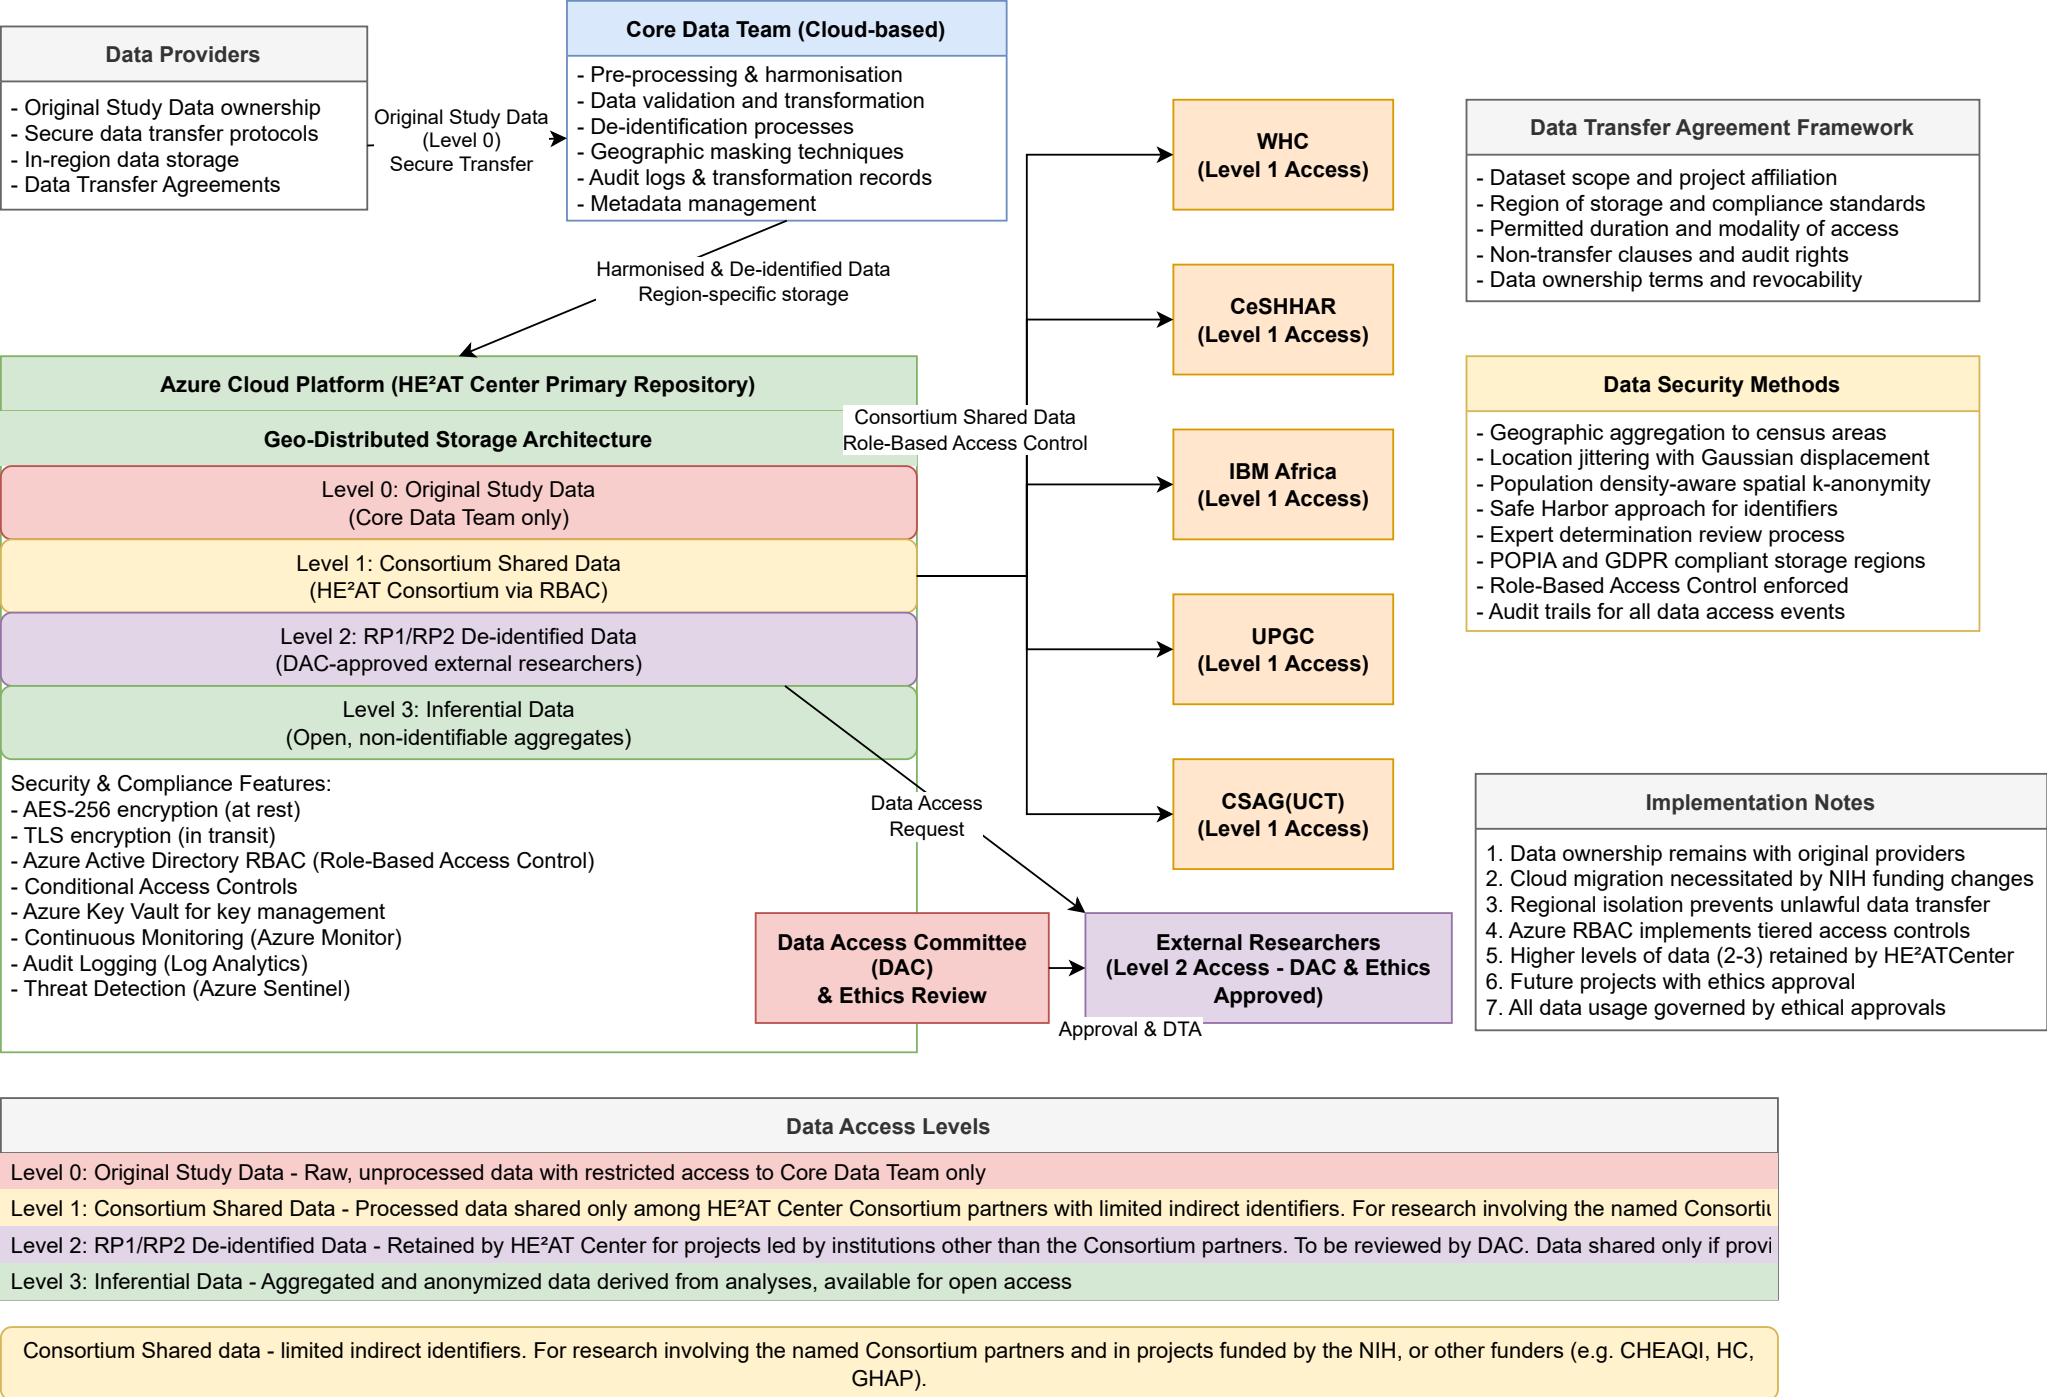 Data Providers
- Original Study Data ownership
- Secure data transfer protocols
- In-region data storage
- Data Transfer Agreements
Original Study Data
(Level 0)
Secure Transfer
Core Data Team (Cloud-based)
- Pre-processing & harmonisation
- Data validation and transformation
- De-identification processes
- Geographic masking techniques
- Audit logs & transformation records
- Metadata management
Harmonised & De-identified Data
Region-specific storage
Azure Cloud Platform (HE²AT Center Primary Repository)
Geo-Distributed Storage Architecture
Level 0: Original Study Data
(Core Data Team only)
Level 1: Consortium Shared Data
(HE²AT Consortium via RBAC)
Level 2: RP1/RP2 De-identified Data
(DAC-approved external researchers)
Level 3: Inferential Data
(Open, non-identifiable aggregates)
Security & Compliance Features:
- AES-256 encryption (at rest)
- TLS encryption (in transit)
- Azure Active Directory RBAC (Role-Based Access Control)
- Conditional Access Controls
- Azure Key Vault for key management
- Continuous Monitoring (Azure Monitor)
- Audit Logging (Log Analytics)
- Threat Detection (Azure Sentinel)
Consortium Shared Data
Role-Based Access Control
WHC
(Level 1 Access)
CeSHHAR
(Level 1 Access)
IBM Africa
(Level 1 Access)
UPGC
(Level 1 Access)
CSAG(UCT)
(Level 1 Access)
Data Access
Request
Data Access Committee
(DAC)
& Ethics Review
Approval & DTA
External Researchers
(Level 2 Access - DAC & Ethics
Approved)
Data Transfer Agreement Framework
- Dataset scope and project affiliation
- Region of storage and compliance standards
- Permitted duration and modality of access
- Non-transfer clauses and audit rights
- Data ownership terms and revocability
Data Security Methods
- Geographic aggregation to census areas
- Location jittering with Gaussian displacement
- Population density-aware spatial k-anonymity
- Safe Harbor approach for identifiers
- Expert determination review process
- POPIA and GDPR compliant storage regions
- Role-Based Access Control enforced
- Audit trails for all data access events
Implementation Notes
1. Data ownership remains with original providers
2. Cloud migration necessitated by NIH funding changes
3. Regional isolation prevents unlawful data transfer
4. Azure RBAC implements tiered access controls
5. Higher levels of data (2-3) retained by HE²ATCenter
6. Future projects with ethics approval
7. All data usage governed by ethical approvals
Data Access Levels
Level 0: Original Study Data - Raw, unprocessed data with restricted access to Core Data Team only
Level 1: Consortium Shared Data - Processed data shared only among HE²AT Center Consortium partners with limited indirect identifiers. For research involving the named Consortiu
Level 2: RP1/RP2 De-identified Data - Retained by HE²AT Center for projects led by institutions other than the Consortium partners. To be reviewed by DAC. Data shared only if provi
Level 3: Inferential Data - Aggregated and anonymized data derived from analyses, available for open access
Consortium Shared data - limited indirect identifiers. For research involving the named Consortium partners and in projects funded by the NIH, or other funders (e.g. CHEAQI, HC,
GHAP).